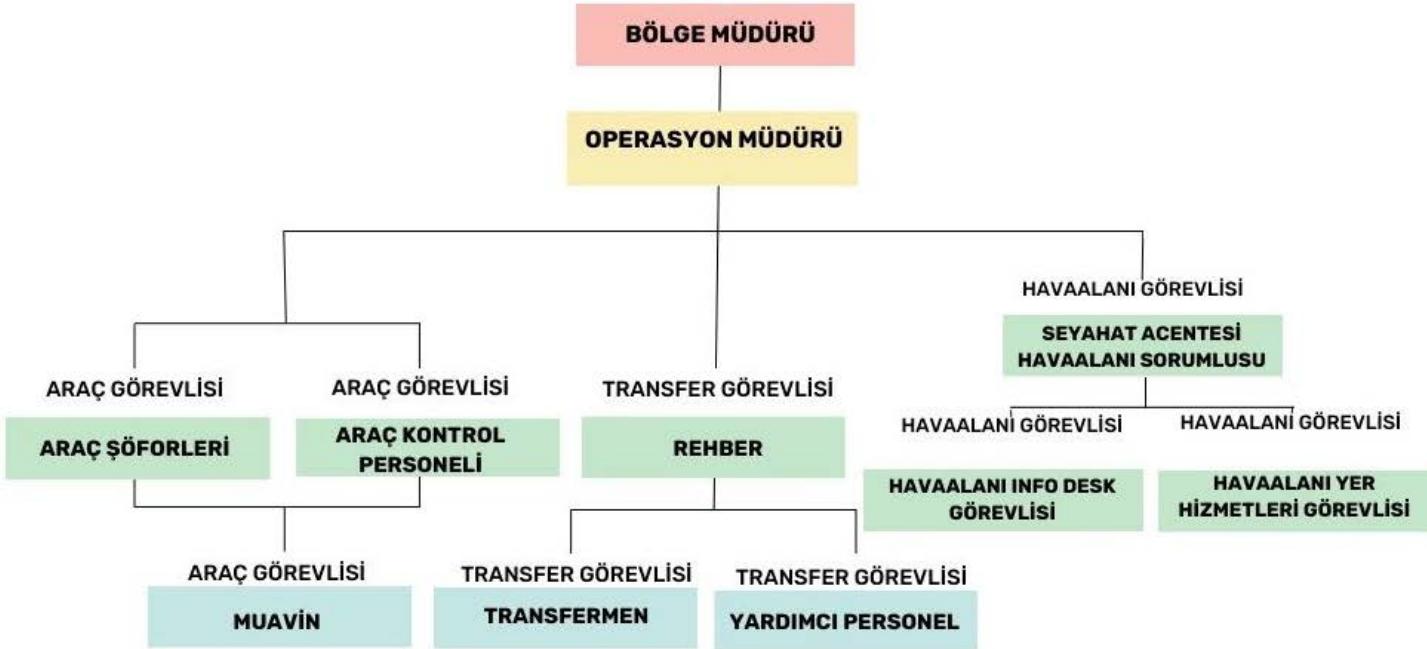 BÖLGE MÜDÜRÜ
OPERASYON MÜDÜRÜ
HAVAALANI GÖREVLİSİ
SEYAHAT ACENTESİ
HAVAALANI SORUMLUSU
ARAÇ GÖREVLİSİ
ARAÇ ŞÖFORLERİ
ARAÇ GÖREVLİSİ
ARAÇ KONTROL
PERSONELİ
TRANSFER GÖREVLİSİ
REHBER
HAVAALANI GÖREVLİSİ
HAVAALANI INFO DESK
GÖREVLİSİ
HAVAALANI GÖREVLİSİ
HAVAALANI YER
HİZMETLERİ GÖREVLİSİ
ARAÇ GÖREVLİSİ
MUAVİN
TRANSFER GÖREVLİSİ
TRANSFERMEN
TRANSFER GÖREVLİSİ
YARDIMCI PERSONEL